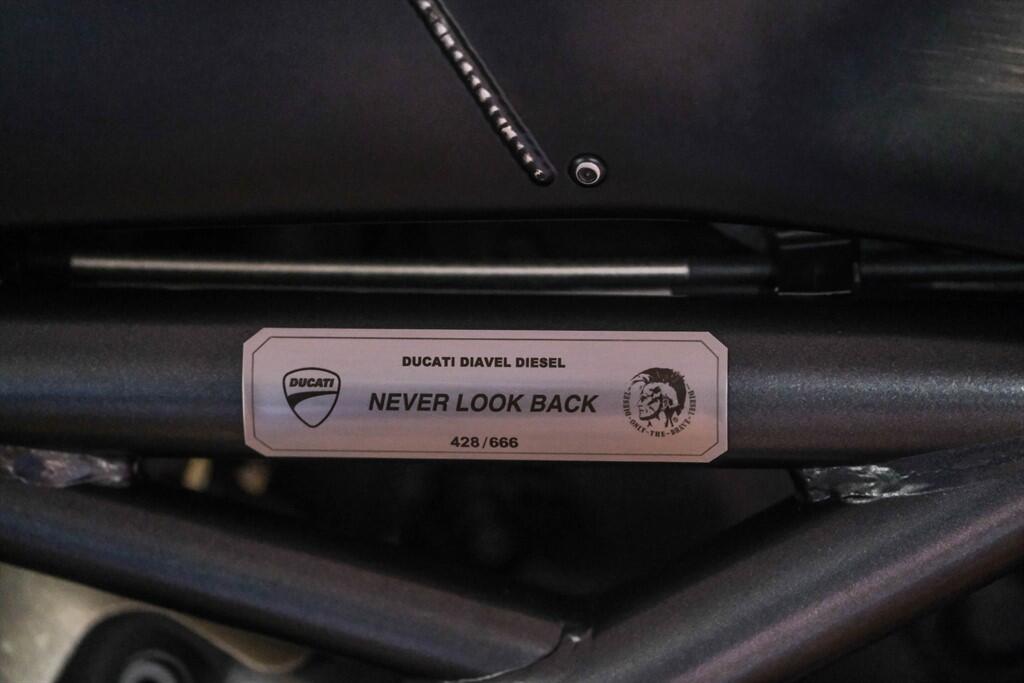 DUCATI DIAVEL DIESEL
DUCATI
NEVER LOOK BACK
DIESEL
·ONLY·THE·BRAVE·
428/666